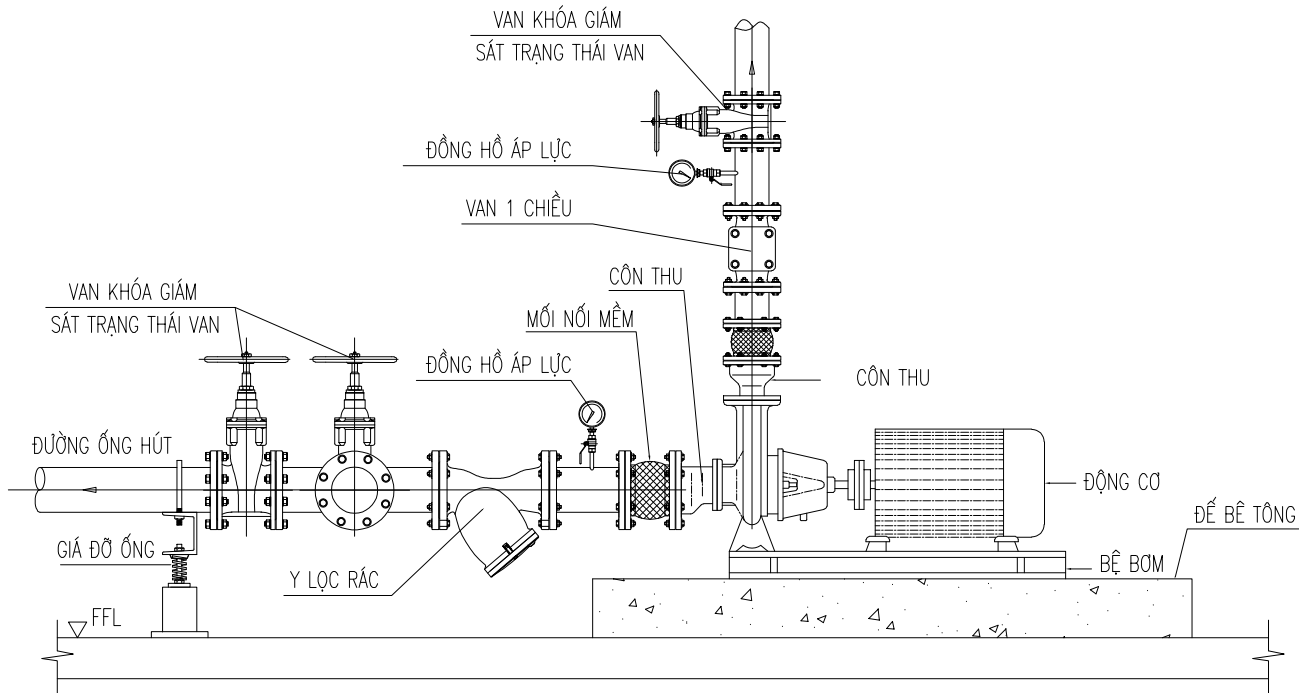 VAN KHÓA GIÁM
SÁT TRẠNG THÁI VAN
ĐỒNG HỒ ÁP LỰC
VAN 1 CHIỀU
CÔN THU
VAN KHÓA GIÁM
SÁT TRẠNG THÁI VAN
MỐI NỐI MỀM
ĐỒNG HỒ ÁP LỰC
CÔN THU
ĐƯỜNG ỐNG HÚT
ĐỘNG CƠ
ĐẾ BÊ TÔNG
GIÁ ĐỠ ỐNG
Y LỌC RÁC
BỆ BƠM
FFL